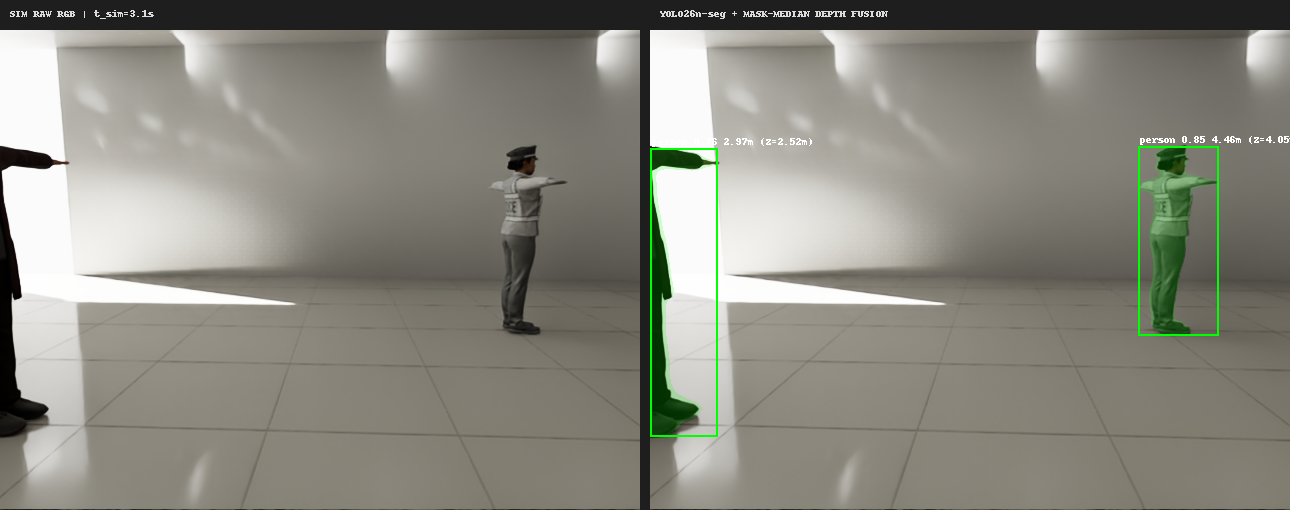 SIM RAW RGB | t_sim=3.1s
YOLO26n-seg + MASK-MEDIAN DEPTH FUSION
2.97m (z=2.52m)
person 0.85 4.46m (z=4.05
E
E